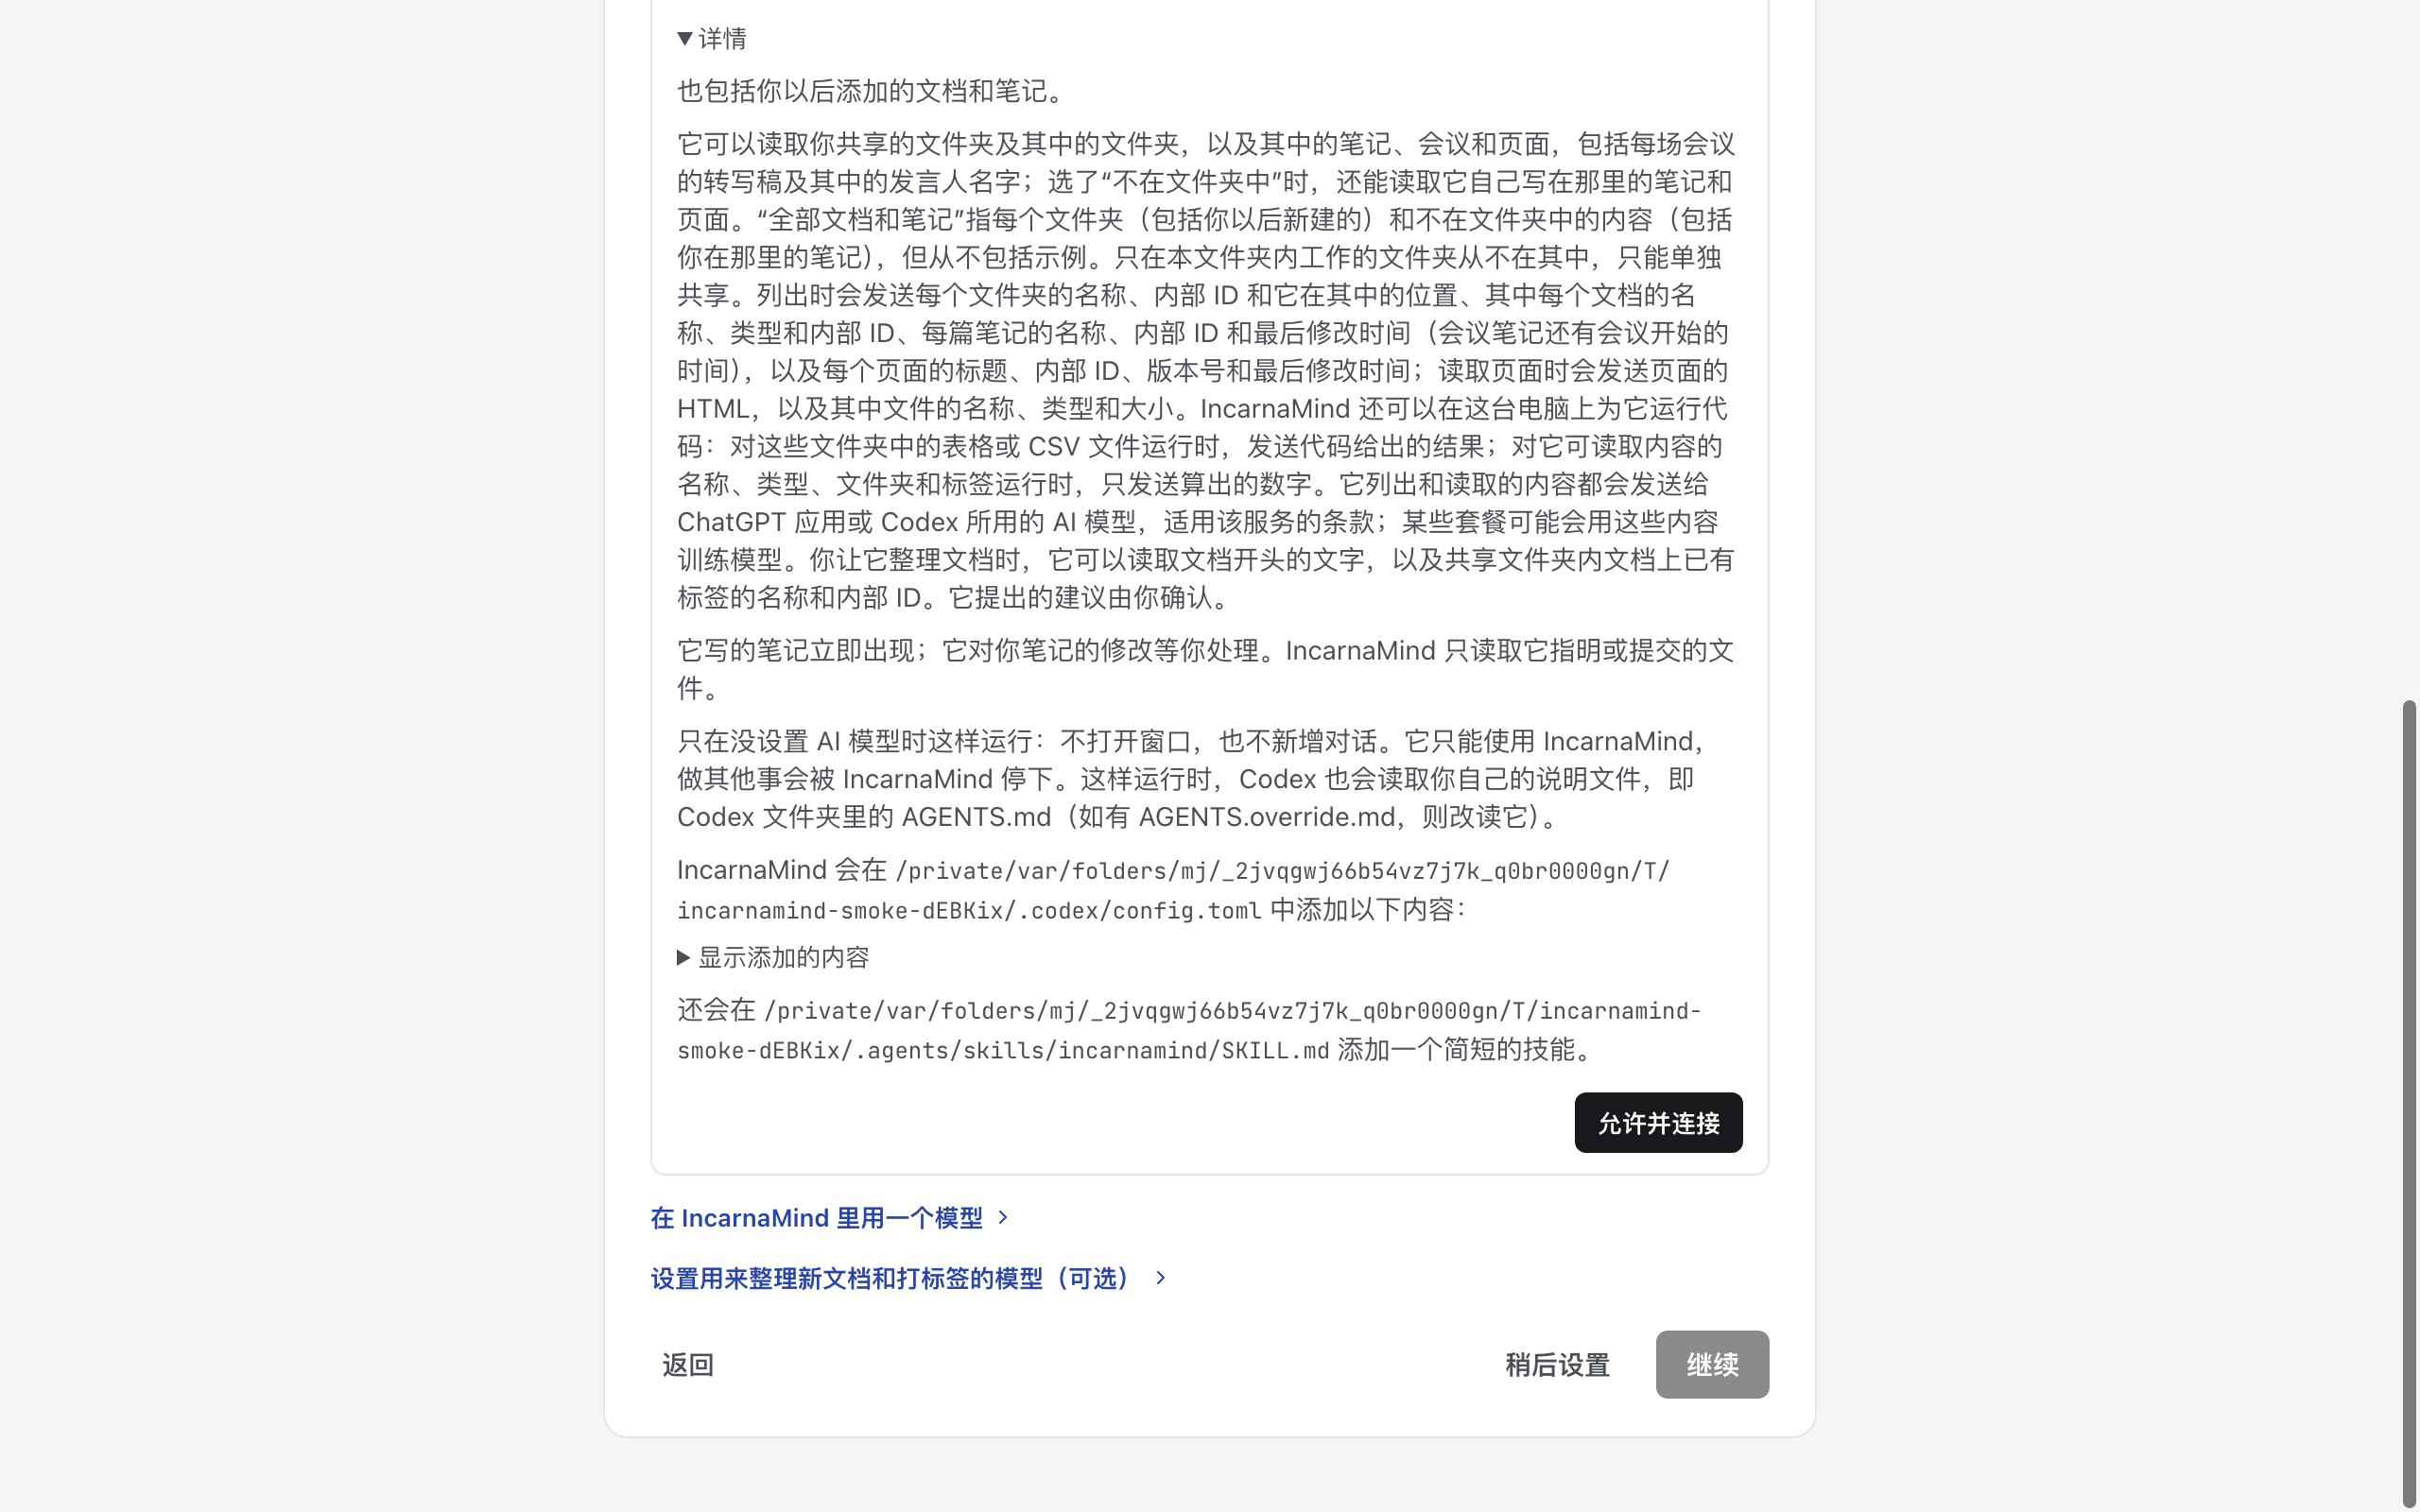 ▼详情
也包括你以后添加的文档和笔记。
它可以读取你共享的文件夹及其中的文件夹，以及其中的笔记、会议和页面，包括每场会议
的转写稿及其中的发言人名字；选了“不在文件夹中”时，还能读取它自己写在那里的笔记和
页面。“全部文档和笔记”指每个文件夹（包括你以后新建的）和不在文件夹中的内容（包括
你在那里的笔记），但从不包括示例。只在本文件夹内工作的文件夹从不在其中，只能单独
共享。列出时会发送每个文件夹的名称、内部 ID 和它在其中的位置、其中每个文档的名
称、类型和内部 ID、每篇笔记的名称、内部 ID 和最后修改时间（会议笔记还有会议开始的
时间），以及每个页面的标题、内部 ID、版本号和最后修改时间；读取页面时会发送页面的
HTML，以及其中文件的名称、类型和大小。IncarnaMind 还可以在这台电脑上为它运行代
码：对这些文件夹中的表格或 CSV 文件运行时，发送代码给出的结果；对它可读取内容的
名称、类型、文件夹和标签运行时，只发送算出的数字。它列出和读取的内容都会发送给
ChatGPT 应用或 Codex 所用的 AI 模型，适用该服务的条款；某些套餐可能会用这些内容
训练模型。你让它整理文档时，它可以读取文档开头的文字，以及共享文件夹内文档上已有
标签的名称和内部 ID。它提出的建议由你确认。
它写的笔记立即出现；它对你笔记的修改等你处理。IncarnaMind 只读取它指明或提交的文
件。
只在没设置 AI 模型时这样运行：不打开窗口，也不新增对话。它只能使用 IncarnaMind，
做其他事会被 IncarnaMind 停下。这样运行时，Codex 也会读取你自己的说明文件，即
Codex 文件夹里的 AGENTS.md（如有 AGENTS.override.md，则改读它）。
IncarnaMind 会在 /private/var/folders/mj/_2jvqgwj66b54vz7j7k_q0br0000gn/T/
incarnamind-smoke-dEBKix/.codex/config.toml 中添加以下内容：
▶显示添加的内容
还会在 /private/var/folders/mj/_2jvqgwj66b54vz7j7k_q0br0000gn/T/incarnamind-
smoke-dEBKix/.agents/skills/incarnamind/SKILL.md 添加一个简短的技能。
允许并连接
在 IncarnaMind 里用一个模型 ›
设置用来整理新文档和打标签的模型（可选） ›
返回 稍后设置 继续